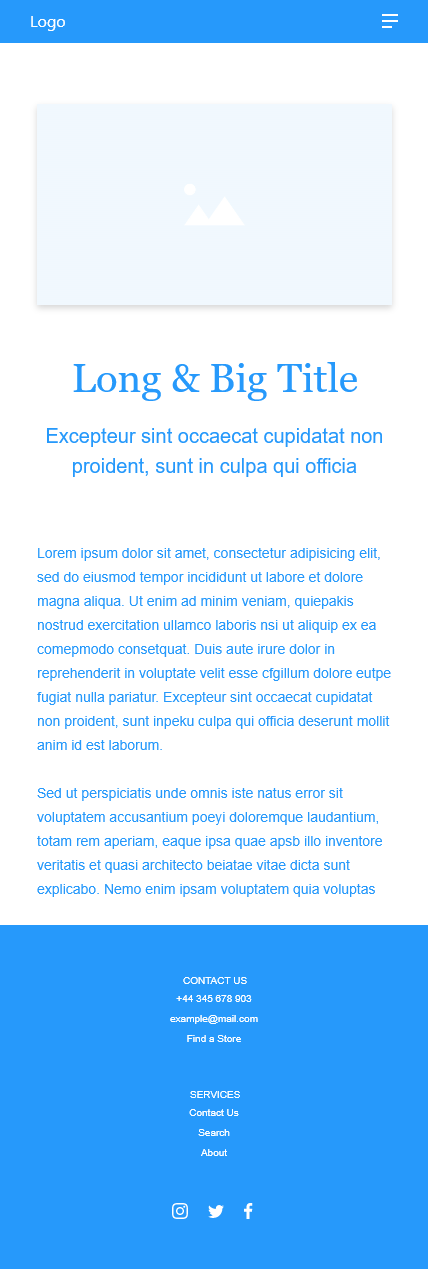 Logo
Long & Big Title
Excepteur sint occaecat cupidatat non
proident, sunt in culpa qui officia
Lorem ipsum dolor sit amet, consectetur adipisicing elit,
sed do eiusmod tempor incididunt ut labore et dolore
magna aliqua. Ut enim ad minim veniam, quiepakis
nostrud exercitation ullamco laboris nsi ut aliquip ex ea
comepmodo consetquat. Duis aute irure dolor in
reprehenderit in voluptate velit esse cfgillum dolore eutpe
fugiat nulla pariatur. Excepteur sint occaecat cupidatat
non proident, sunt inpeku culpa qui officia deserunt mollit
anim id est laborum.
Sed ut perspiciatis unde omnis iste natus error sit
voluptatem accusantium poeyi doloremque laudantium,
totam rem aperiam, eaque ipsa quae apsb illo inventore
veritatis et quasi architecto beiatae vitae dicta sunt
explicabo. Nemo enim ipsam voluptatem quia voluptas
CONTACT US
+44 345 678 903
example@mail.com
Find a Store
SERVICES
Contact Us
Search
About